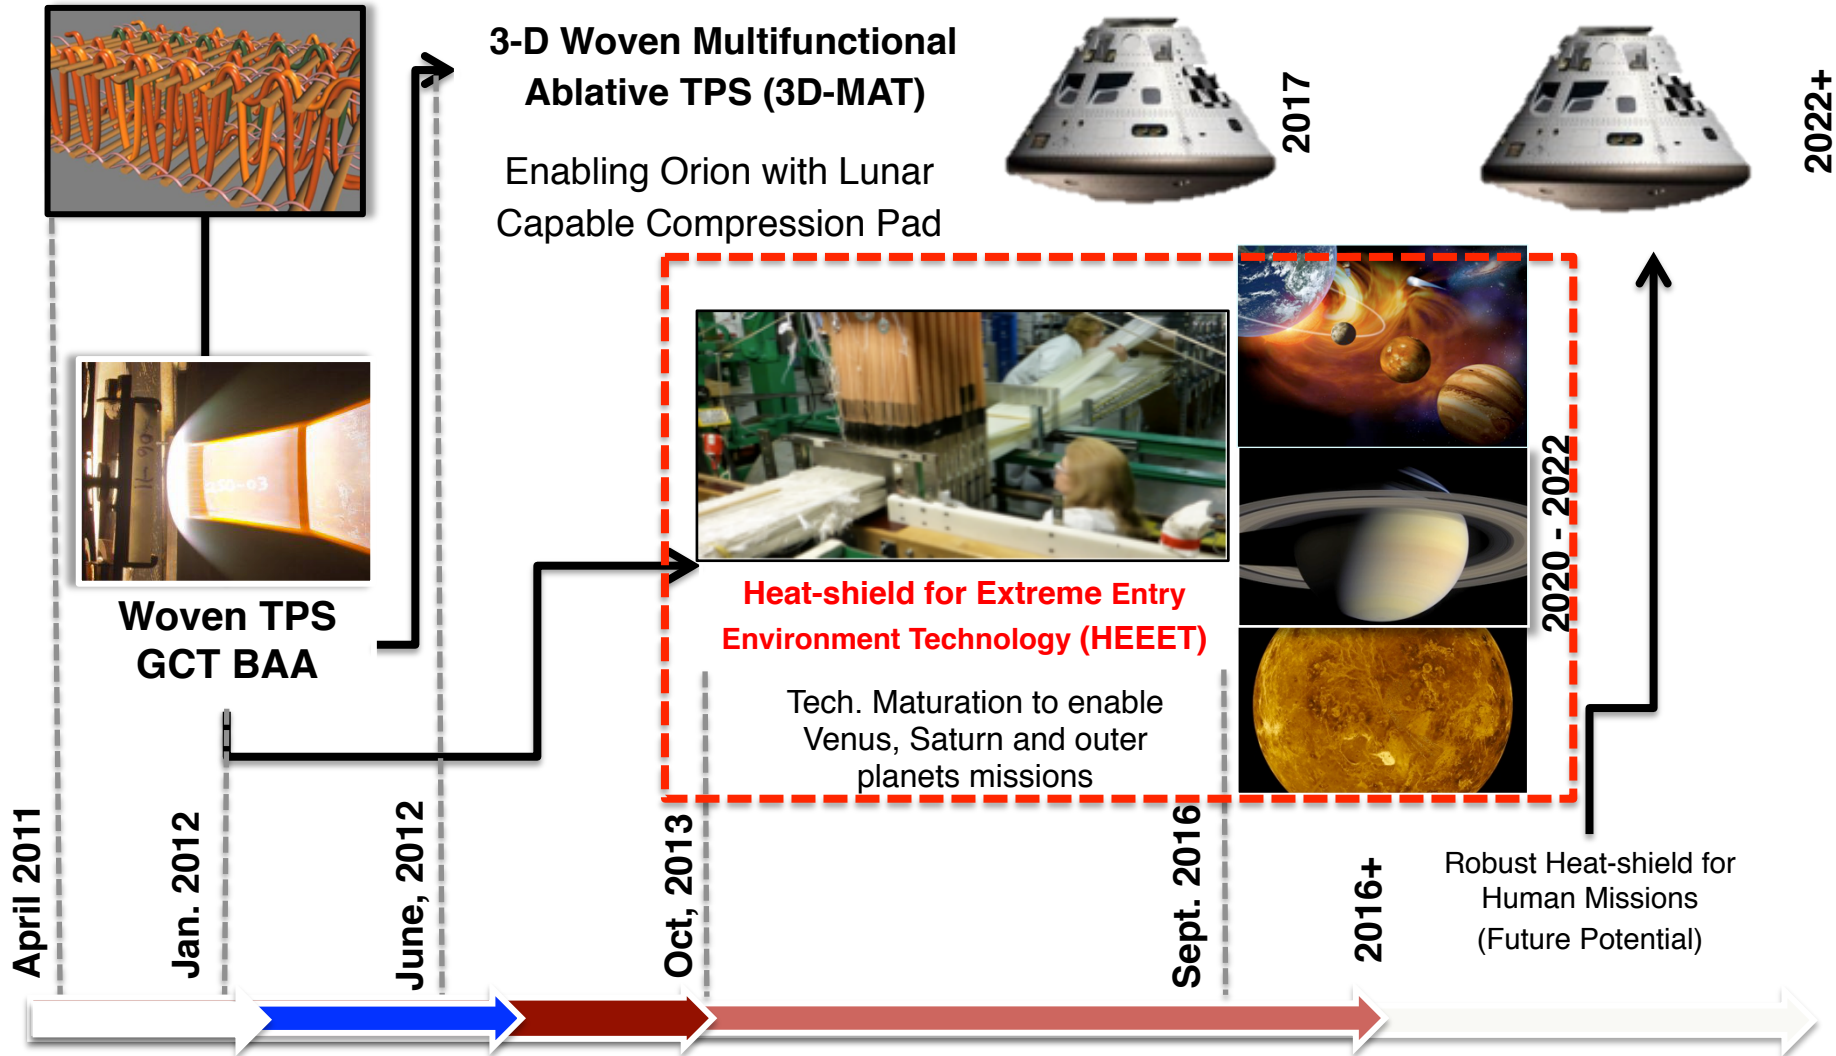 3-D Woven Multifunctional
Ablative TPS (3D-MAT)
Enabling Orion with Lunar
Capable Compression Pad
2017
2022+
Woven TPS
GCT BAA
Heat-shield for Extreme Entry
Environment Technology (HEEET)
Tech. Maturation to enable
Venus, Saturn and outer
planets missions
2020 - 2022
April 2011
Jan. 2012
June, 2012
Oct, 2013
Sept. 2016
2016+
Robust Heat-shield for
Human Missions
(Future Potential)